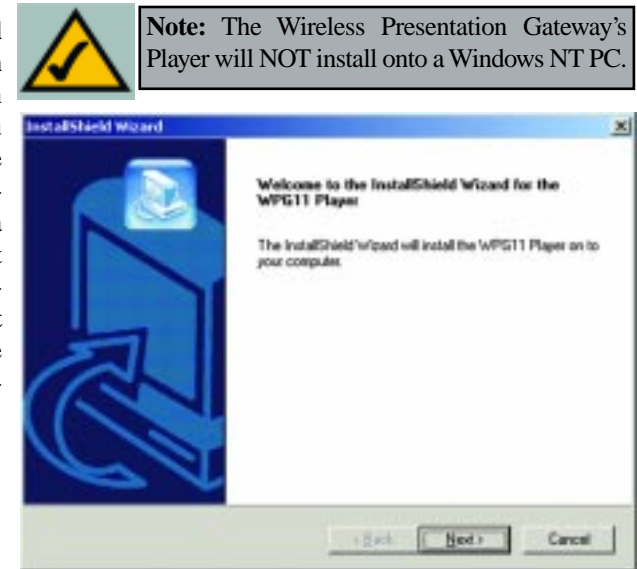 Note: The Wireless Presentation Gateway's
Player will NOT install onto a Windows NT PC.
InstallShield Wizard
Welcome to the InstallShield Wizard for the
WPG11 Player
The InstallShield Wizard will install the WPG11 Player on to
your computer.
< Back
Next >
Cancel